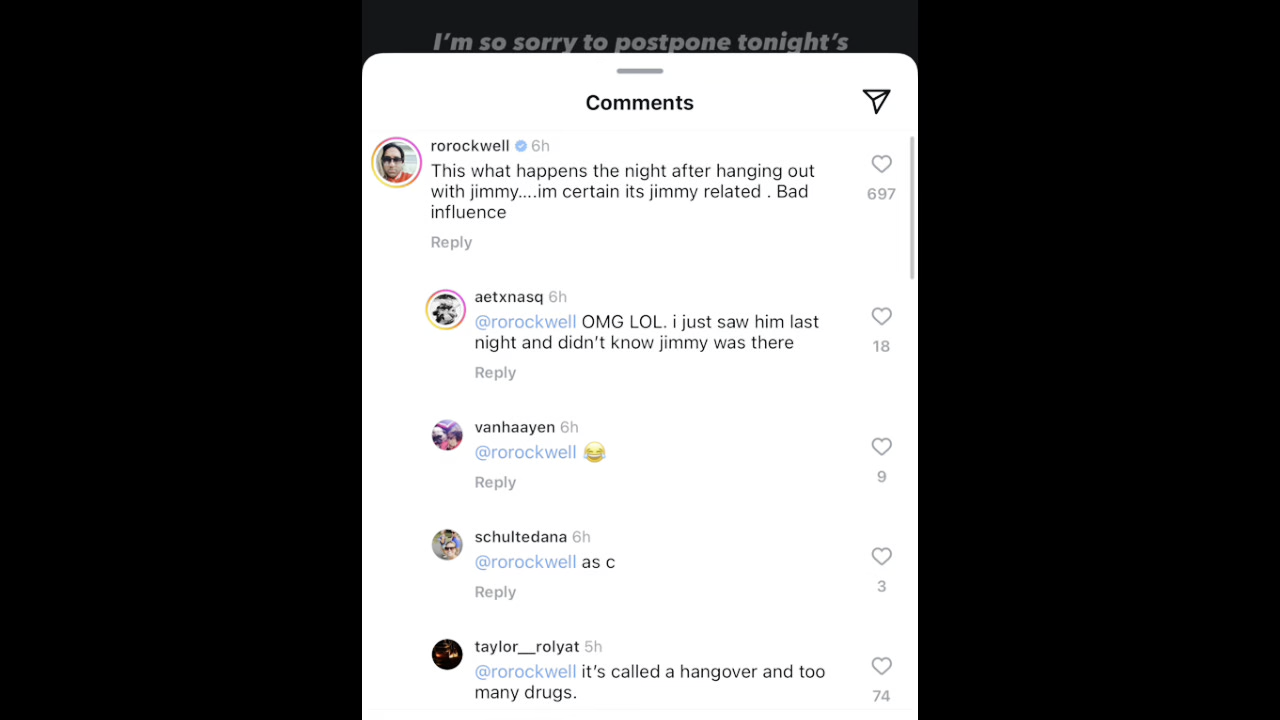 I'm so sorry to postpone tonight's
Comments
rorockwell 6h
This what happens the night after hanging out
with jimmy....im certain its jimmy related . Bad
influence
697
Reply
aetxnasq 6h
@rorockwell OMG LOL. i just saw him last
night and didn't know jimmy was there
18
Reply
vanhaayen 6h
@rorockwell 😂
9
Reply
schultedana 6h
@rorockwell as c
3
Reply
taylor__rolyat 5h
@rorockwell it's called a hangover and too
many drugs.
74